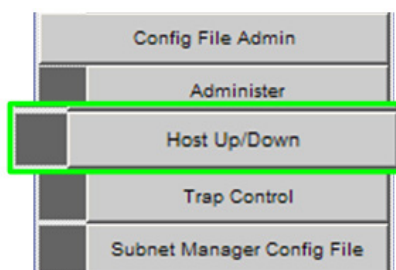 Config File Admin
Administer
Host Up/Down
Trap Control
Subnet Manager Config File